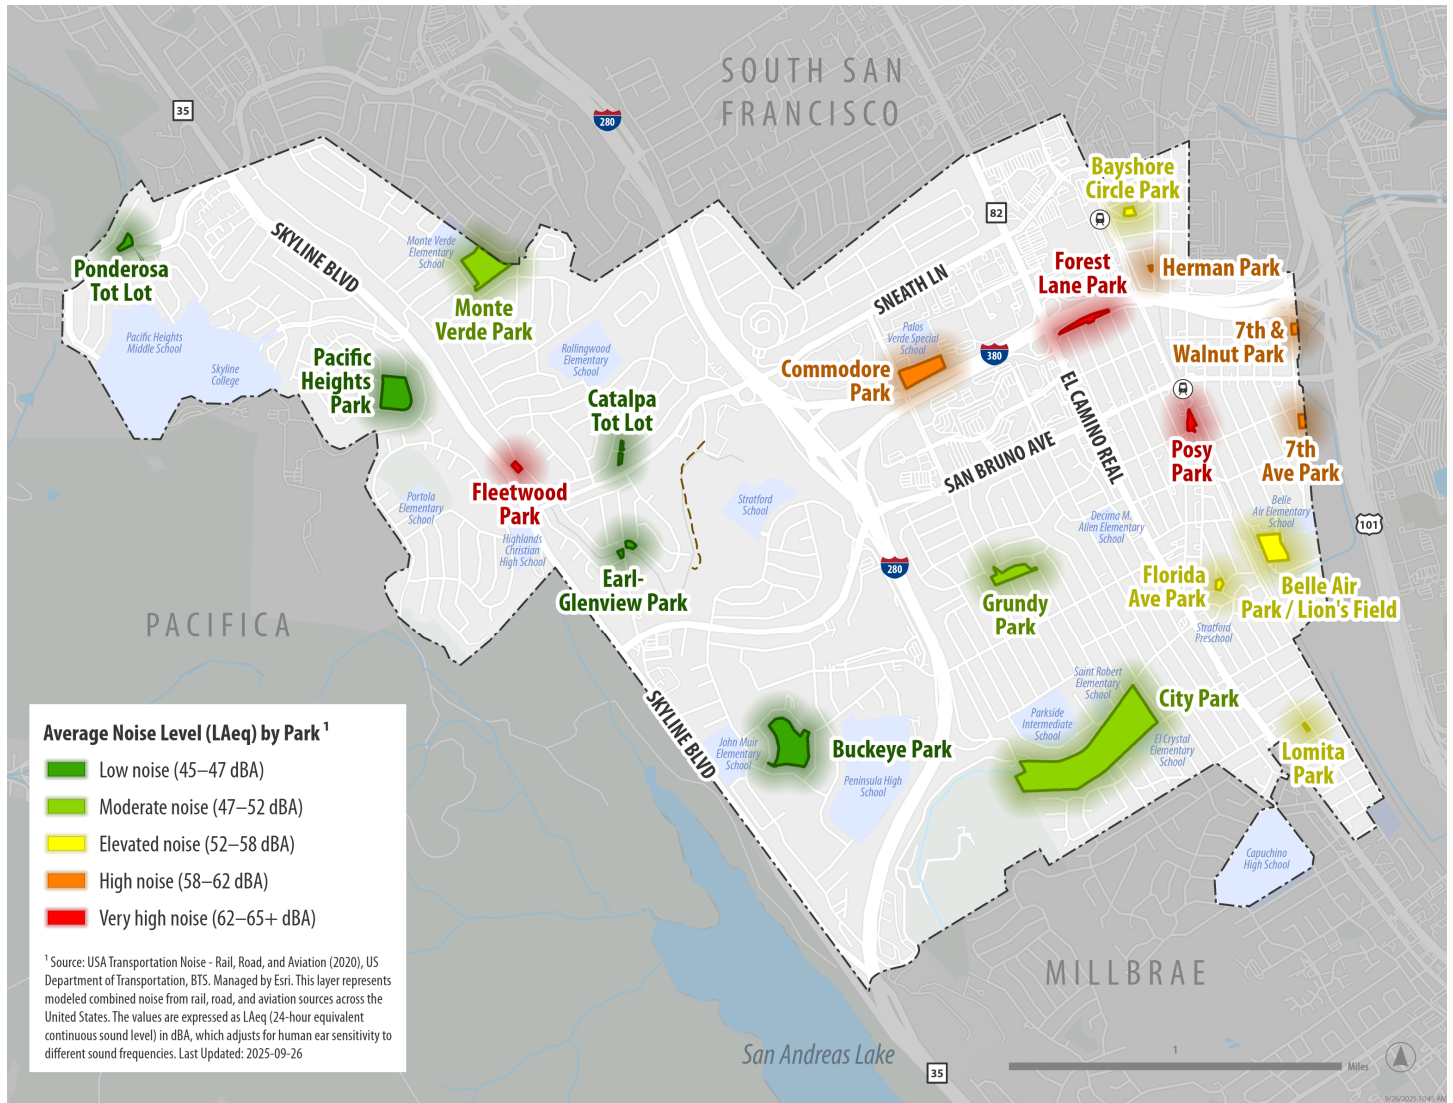 SOUTH SAN
FRANCISCO
35
280
Bayshore
Circle Park
82
SKYLINE BLVD
Monte Verde
Elementary
School
Ponderosa
Tot Lot
Monte
Verde Park
Forest
Lane Park
Herman Park
SNEATH LN
7th &
Walnut Park
Pacific Heights
Middle School
Skyline
College
Rollingwood
Elementary
School
Palos
Verde Special
School
380
Commodore
Park
Pacific
Heights
Park
Catalpa
Tot Lot
EL CAMINO REAL
SAN BRUNO AVE
Posy
Park
7th
Ave Park
Fleetwood
Park
Portola
Elementary
School
Stratford
School
Highlands
Christian
High School
Decima M.
Allen Elementary
School
Belle
Air Elementary
School
101
280
Earl-
Glenview Park
Grundy
Park
Florida
Ave Park
Belle Air
Park / Lion's Field
Stratford
Preschool
PACIFICA
SKYLINE BLVD
Saint Robert
Elementary
School
City Park
Parkside
Intermediate
School
El Crystal
Elementary
School
John Muir
Elementary
School
Buckeye Park
Peninsula High
School
Lomita
Park
Capuchino
High School
MILLBRAE
San Andreas Lake
35
1
Miles
9/26/2025 10:45 AM
Average Noise Level (LAeq) by Park 1
Low noise (45–47 dBA)
Moderate noise (47–52 dBA)
Elevated noise (52–58 dBA)
High noise (58–62 dBA)
Very high noise (62–65+ dBA)
1 Source: USA Transportation Noise - Rail, Road, and Aviation (2020), US
Department of Transportation, BTS. Managed by Esri. This layer represents
modeled combined noise from rail, road, and aviation sources across the
United States. The values are expressed as LAeq (24-hour equivalent
continuous sound level) in dBA, which adjusts for human ear sensitivity to
different sound frequencies. Last Updated: 2025-09-26